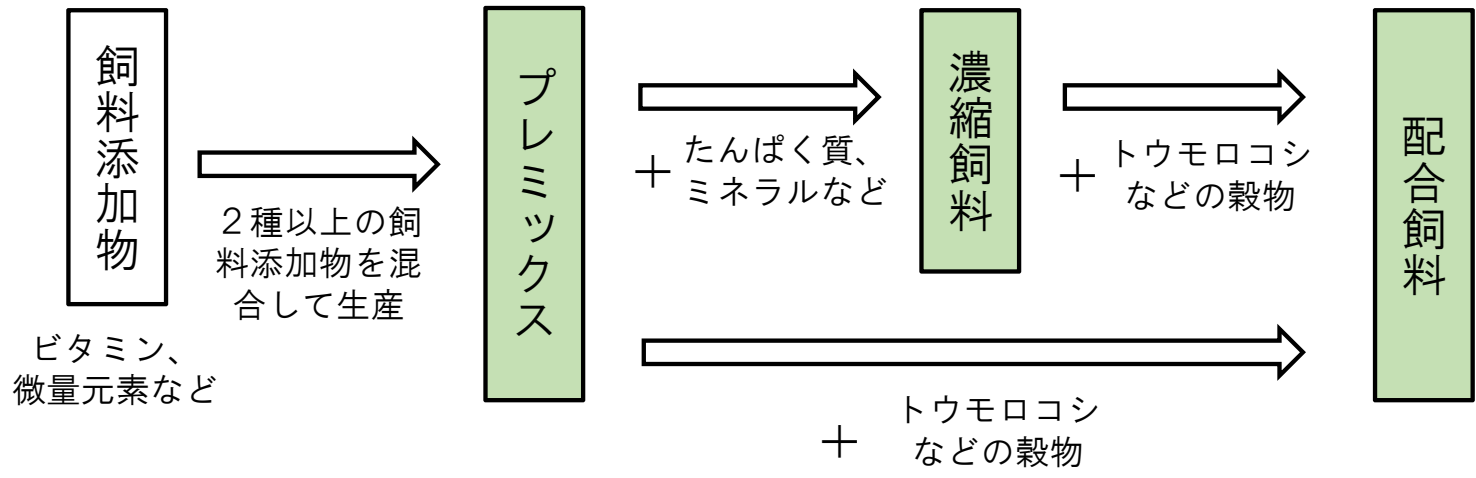 飼料添加物
ビタミン、
微量元素など
２種以上の飼
料添加物を混
合して生産
プレミックス
＋
たんぱく質、
ミネラルなど
濃縮飼料
＋
トウモロコシ
などの穀物
＋
トウモロコシ
などの穀物
配合飼料